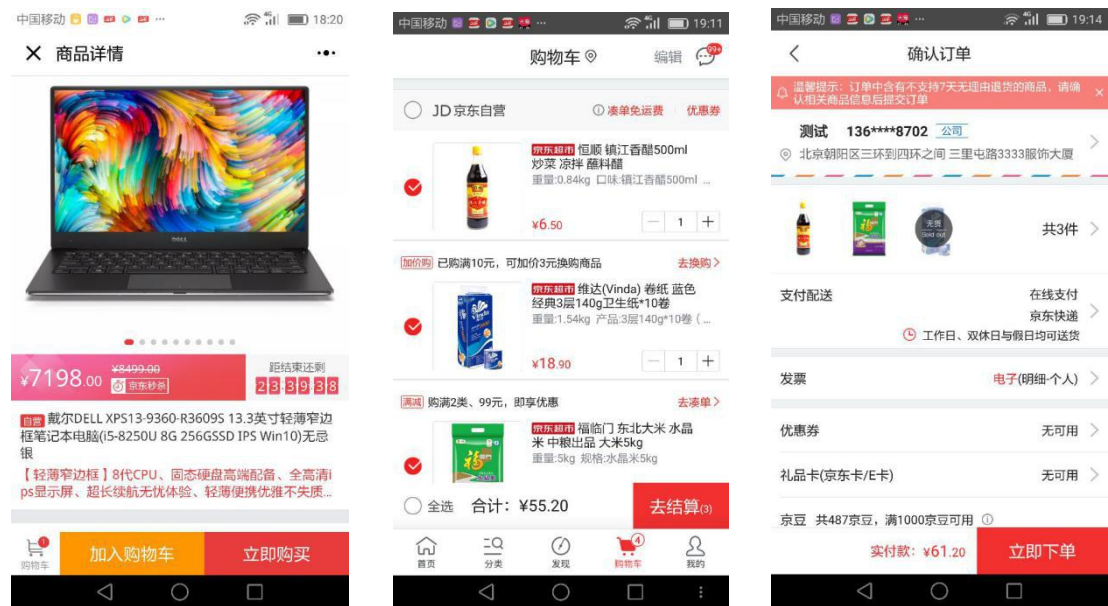 中国移动
18:20
商品详情
¥7198.00
¥8499.00
京东秒杀
距结束还剩
23:39:38
自营 戴尔DELL XPS13-9360-R3609S 13.3英寸轻薄窄边
框笔记本电脑(i5-8250U 8G 256GSSD IPS Win10)无忌
银
【轻薄窄边框】8代CPU、固态硬盘高端配备、全高清i
ps显示屏、超长续航无忧体验、轻薄便携优雅不失质...
购物车
1
加入购物车
立即购买
中国移动
19:11
购物车
编辑
99+
JD京东自营
凑单免运费
优惠券
京东超市 恒顺 镇江香醋500ml
炒菜 凉拌 蘸料醋
重量:0.84kg 口味:镇江香醋500ml ...
¥6.50
1
加价购 已购满10元，可加价3元换购商品
去换购
京东超市 维达(Vinda) 卷纸 蓝色
经典3层140g卫生纸*10卷
重量:1.54kg 产品:3层140g*10卷 (...
¥18.90
1
满减 购满2类、99元，即享优惠
去凑单
京东超市 福临门 东北大米 水晶
米 中粮出品 大米5kg
重量:5kg 规格:水晶米5kg
全选
合计：¥55.20
去结算(3)
首页
分类
发现
购物车
4
我的
中国移动
19:14
确认订单
温馨提示：订单中含有不支持7天无理由退货的商品，请确
认相关商品信息后提交订单
测试 136****8702 公司
北京朝阳区三环到四环之间 三里屯路3333服饰大厦
无货
Sold out
共3件
支付配送
在线支付
京东快递
工作日、双休日与假日均可送货
发票
电子(明细-个人)
优惠券
无可用
礼品卡(京东卡/E卡)
无可用
京豆 共487京豆，满1000京豆可用
实付款：¥61.20
立即下单